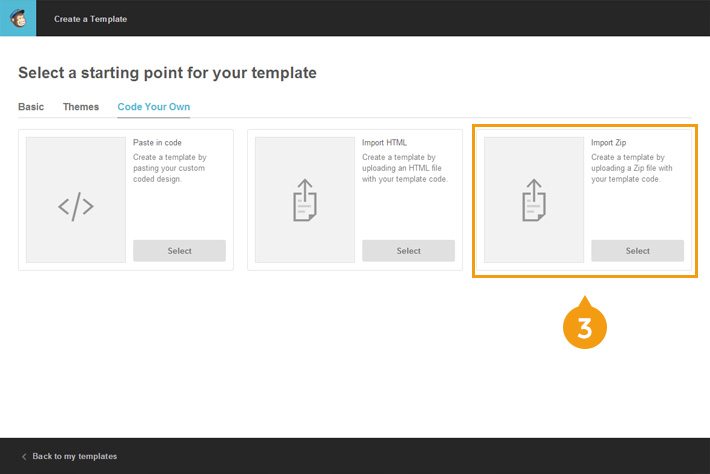 Create a Template
Select a starting point for your template
Basic Themes Code Your Own
Paste in code
Create a template by
pasting your custom
coded design.
Select
Import HTML
Create a template by
uploading an HTML file
with your template code.
Select
Import Zip
Create a template by
uploading a Zip file with
your template code.
Select
3
Back to my templates